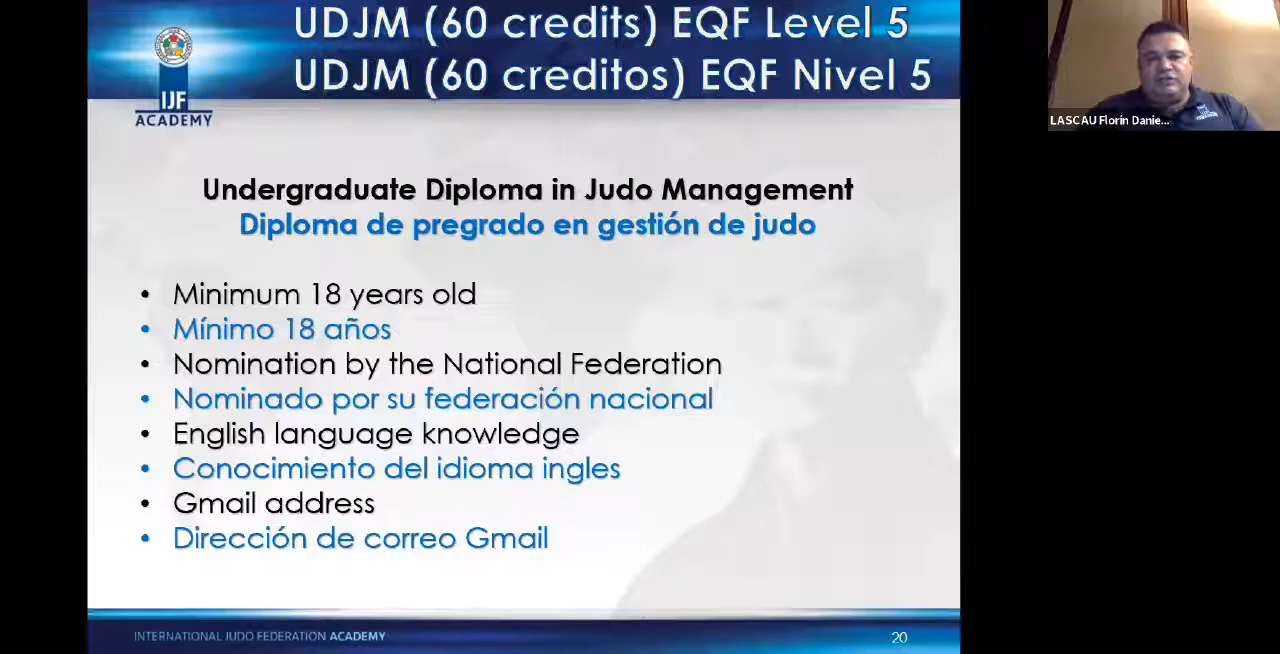 UDJM (60 credits) EQF Level 5
UDJM (60 creditos) EQF Nivel 5
IJF
ACADEMY
LASCAU Florin Danie...
Undergraduate Diploma in Judo Management
Diploma de pregrado en gestión de judo
• Minimum 18 years old
• Mínimo 18 años
• Nomination by the National Federation
• Nominado por su federación nacional
• English language knowledge
• Conocimiento del idioma ingles
• Gmail address
• Dirección de correo Gmail
INTERNATIONAL JUDO FEDERATION ACADEMY
20